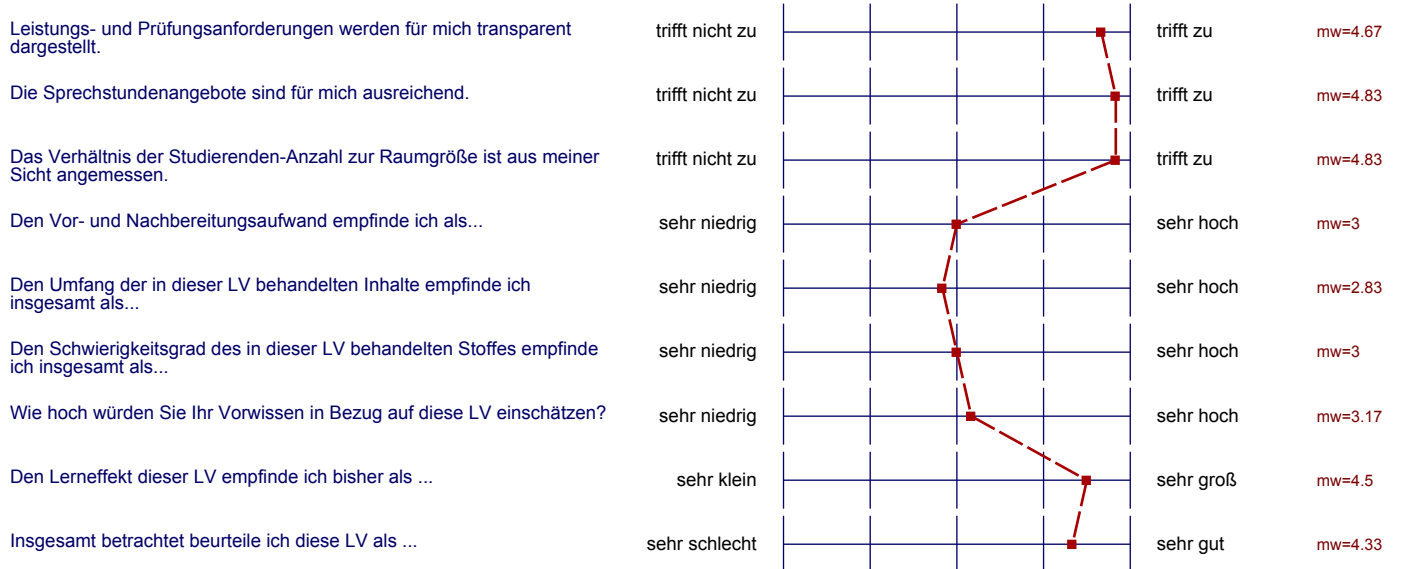 Leistungs- und Prüfungsanforderungen werden für mich transparent
dargestellt.
trifft nicht zu
trifft zu
mw=4.67
Die Sprechstundenangebote sind für mich ausreichend.
trifft nicht zu
trifft zu
mw=4.83
Das Verhältnis der Studierenden-Anzahl zur Raumgröße ist aus meiner
Sicht angemessen.
trifft nicht zu
trifft zu
mw=4.83
Den Vor- und Nachbereitungsaufwand empfinde ich als...
sehr niedrig
sehr hoch
mw=3
Den Umfang der in dieser LV behandelten Inhalte empfinde ich
insgesamt als...
sehr niedrig
sehr hoch
mw=2.83
Den Schwierigkeitsgrad des in dieser LV behandelten Stoffes empfinde
ich insgesamt als...
sehr niedrig
sehr hoch
mw=3
Wie hoch würden Sie Ihr Vorwissen in Bezug auf diese LV einschätzen?
sehr niedrig
sehr hoch
mw=3.17
Den Lerneffekt dieser LV empfinde ich bisher als ...
sehr klein
sehr groß
mw=4.5
Insgesamt betrachtet beurteile ich diese LV als ...
sehr schlecht
sehr gut
mw=4.33